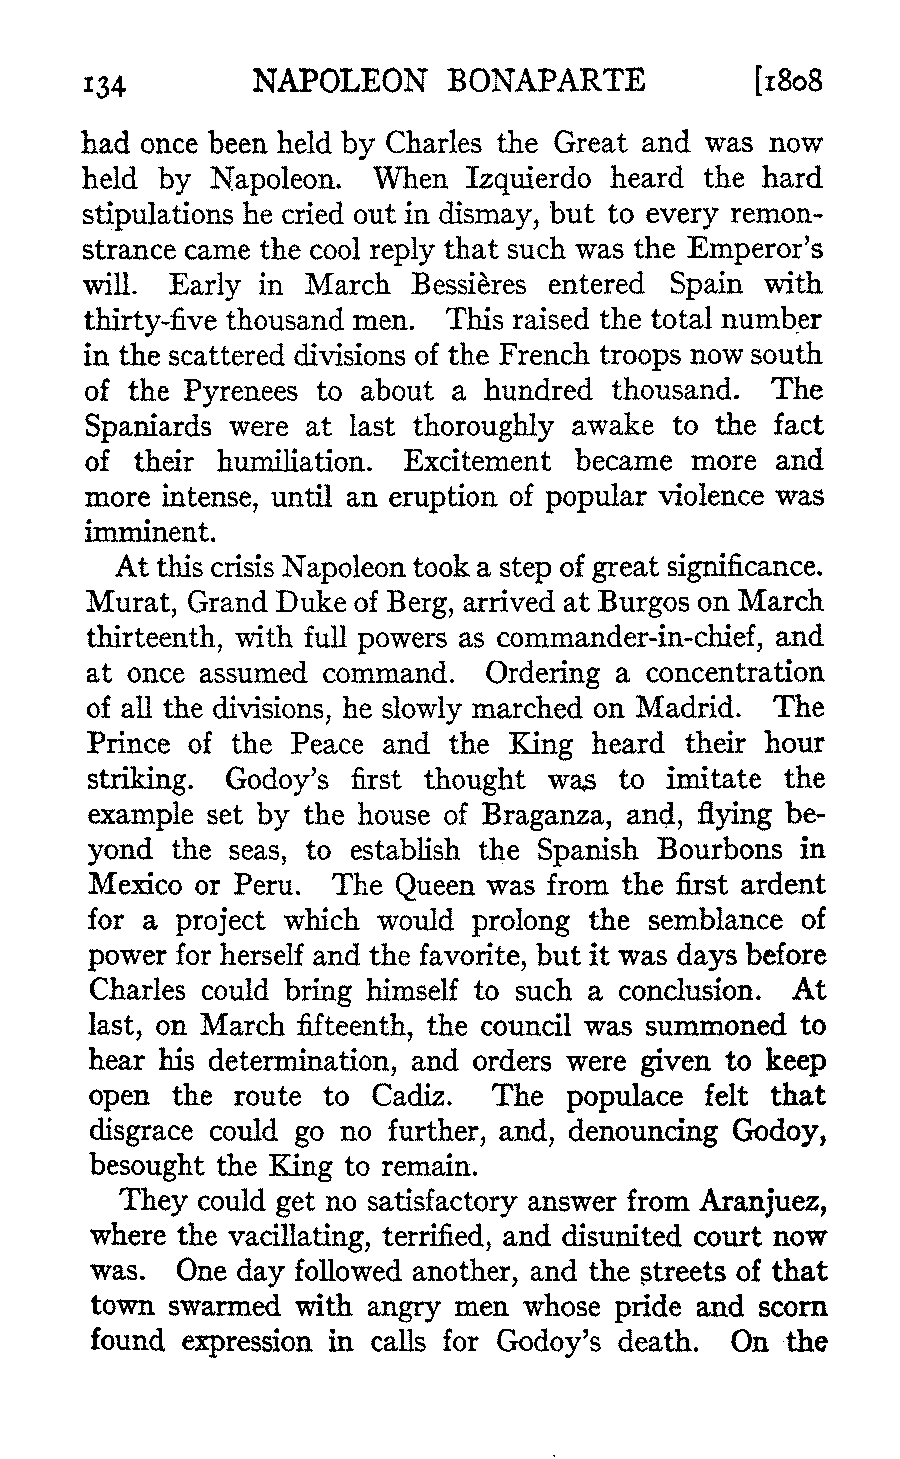 134 NAPOLEON BONAPARTE [1808
had once been held by Charles the Great and was now
held by Napoleon. When Izquierdo heard the hard
stipulations he cried out in dismay, but to every remon-
strance came the cool reply that such was the Emperor's
will. Early in March Bessières entered Spain with
thirty-five thousand men. This raised the total number
in the scattered divisions of the French troops now south
of the Pyrenees to about a hundred thousand. The
Spaniards were at last thoroughly awake to the fact
of their humiliation. Excitement became more and
more intense, until an eruption of popular violence was
imminent.
At this crisis Napoleon took a step of great significance.
Murat, Grand Duke of Berg, arrived at Burgos on March
thirteenth, with full powers as commander-in-chief, and
at once assumed command. Ordering a concentration
of all the divisions, he slowly marched on Madrid. The
Prince of the Peace and the King heard their hour
striking. Godoy's first thought was to imitate the
example set by the house of Braganza, and, flying be-
yond the seas, to establish the Spanish Bourbons in
Mexico or Peru. The Queen was from the first ardent
for a project which would prolong the semblance of
power for herself and the favorite, but it was days before
Charles could bring himself to such a conclusion. At
last, on March fifteenth, the council was summoned to
hear his determination, and orders were given to keep
open the route to Cadiz. The populace felt that
disgrace could go no further, and, denouncing Godoy,
besought the King to remain.
They could get no satisfactory answer from Aranjuez,
where the vacillating, terrified, and disunited court now
was. One day followed another, and the streets of that
town swarmed with angry men whose pride and scorn
found expression in calls for Godoy's death. On the